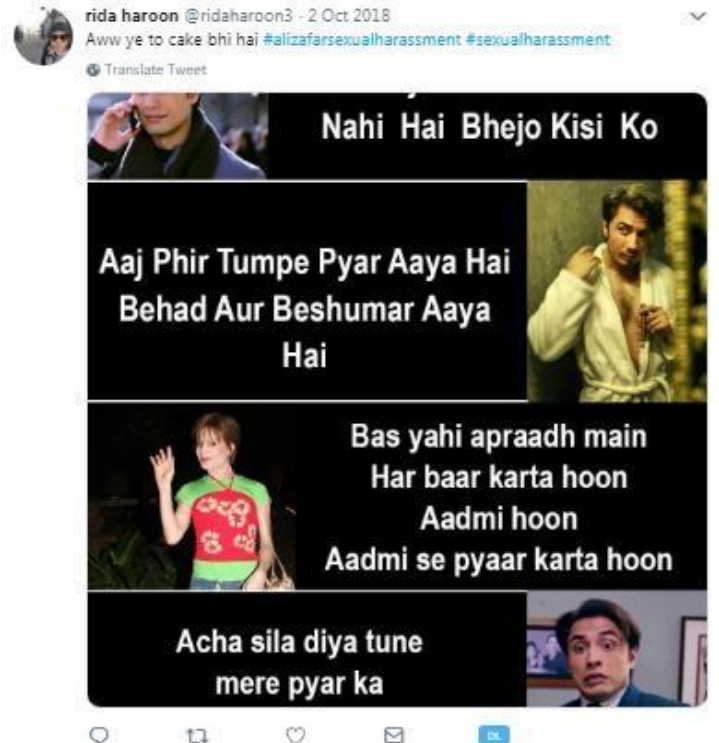 rida haroon @ridaharoon3 - 2 Oct 2018
Aww ye to cake bhi hai #alizafarsexualharassment #sexualharassment
Translate Tweet
Nahi Hai Bhejo Kisi Ko
Aaj Phir Tumpe Pyar Aaya Hai
Behad Aur Beshumar Aaya
Hai
Bas yahi apraadh main
Har baar karta hoon
Aadmi hoon
Aadmi se pyaar karta hoon
Acha sila diya tune
mere pyar ka